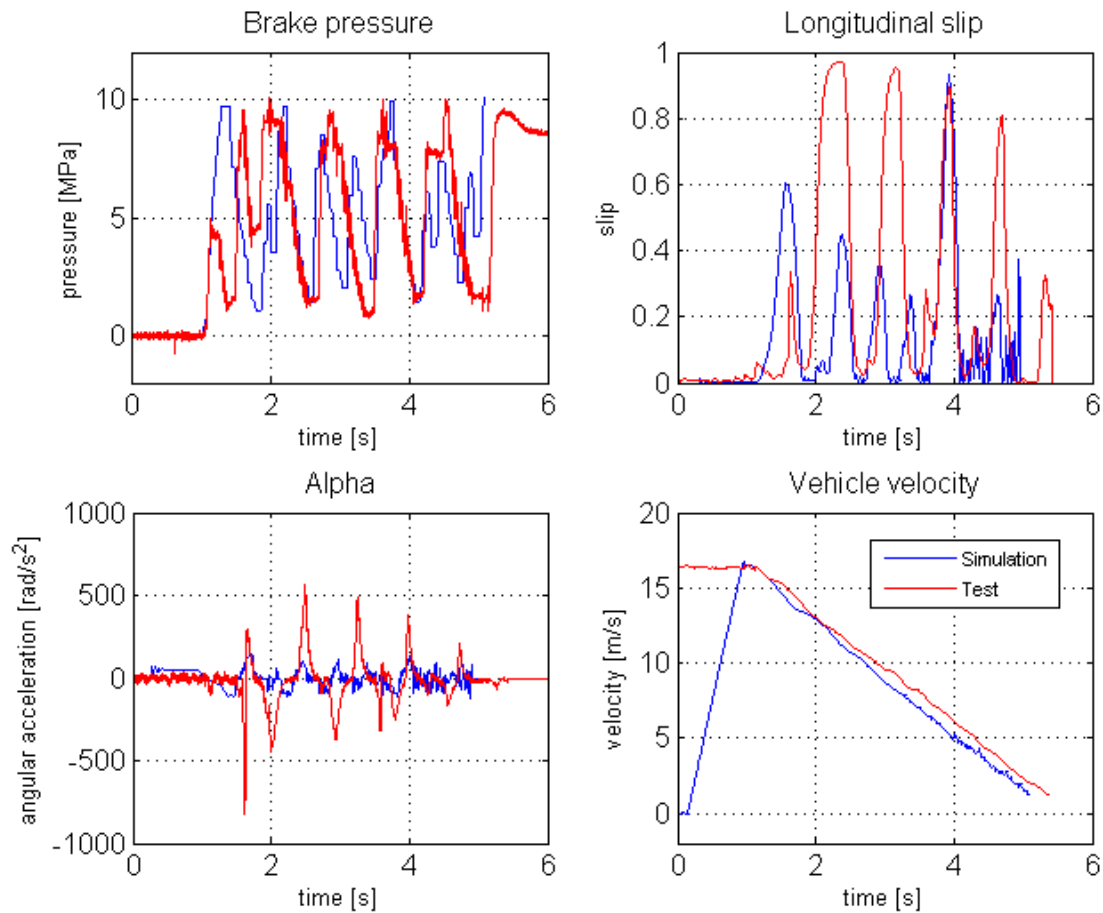 Brake pressure
10
5
0
pressure [MPa]
0 2 4 6
time [s]
Longitudinal slip
1
0.8
0.6
0.4
0.2
0
slip
0 2 4 6
time [s]
Alpha
1000
500
0
-500
-1000
angular acceleration [rad/s²]
0 2 4 6
time [s]
Vehicle velocity
20
15
10
5
0
velocity [m/s]
Simulation
Test
0 2 4 6
time [s]